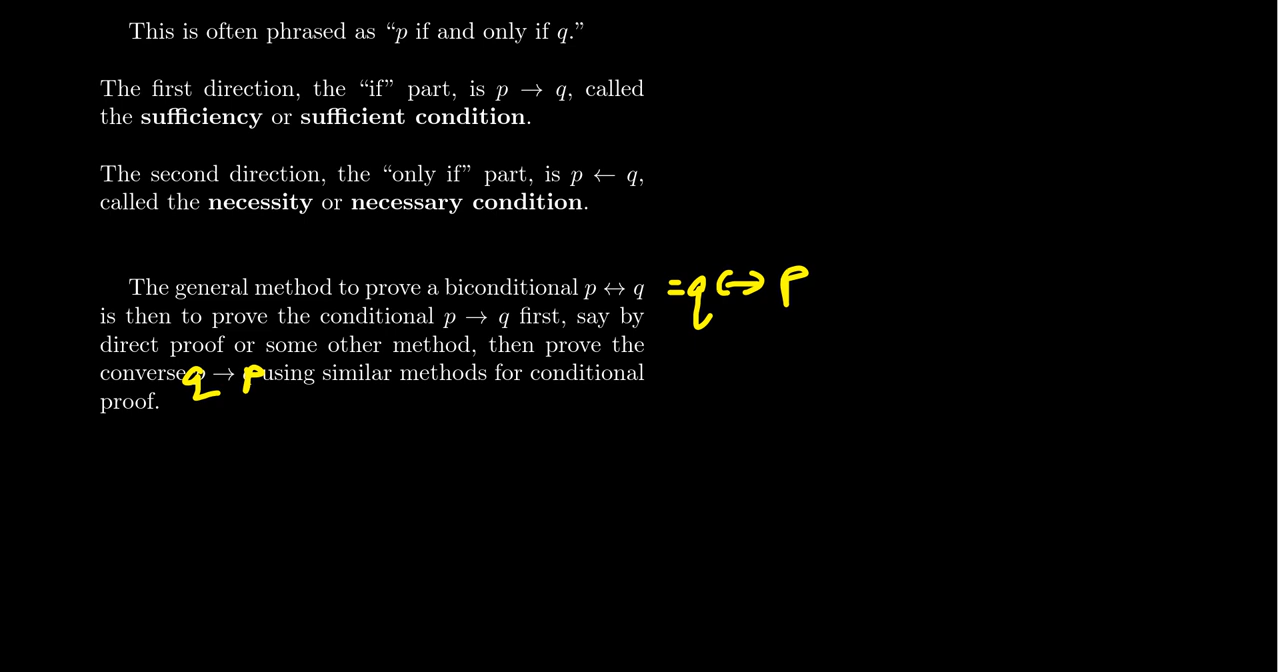 This is often phrased as “p if and only if q.”
The first direction, the “if” part, is p → q, called
the sufficiency or sufficient condition.
The second direction, the “only if” part, is p ← q,
called the necessity or necessary condition.
The general method to prove a biconditional p ↔ q = q ↔ p
is then to prove the conditional p → q first, say by
direct proof or some other method, then prove the
converse q → p using similar methods for conditional
proof.